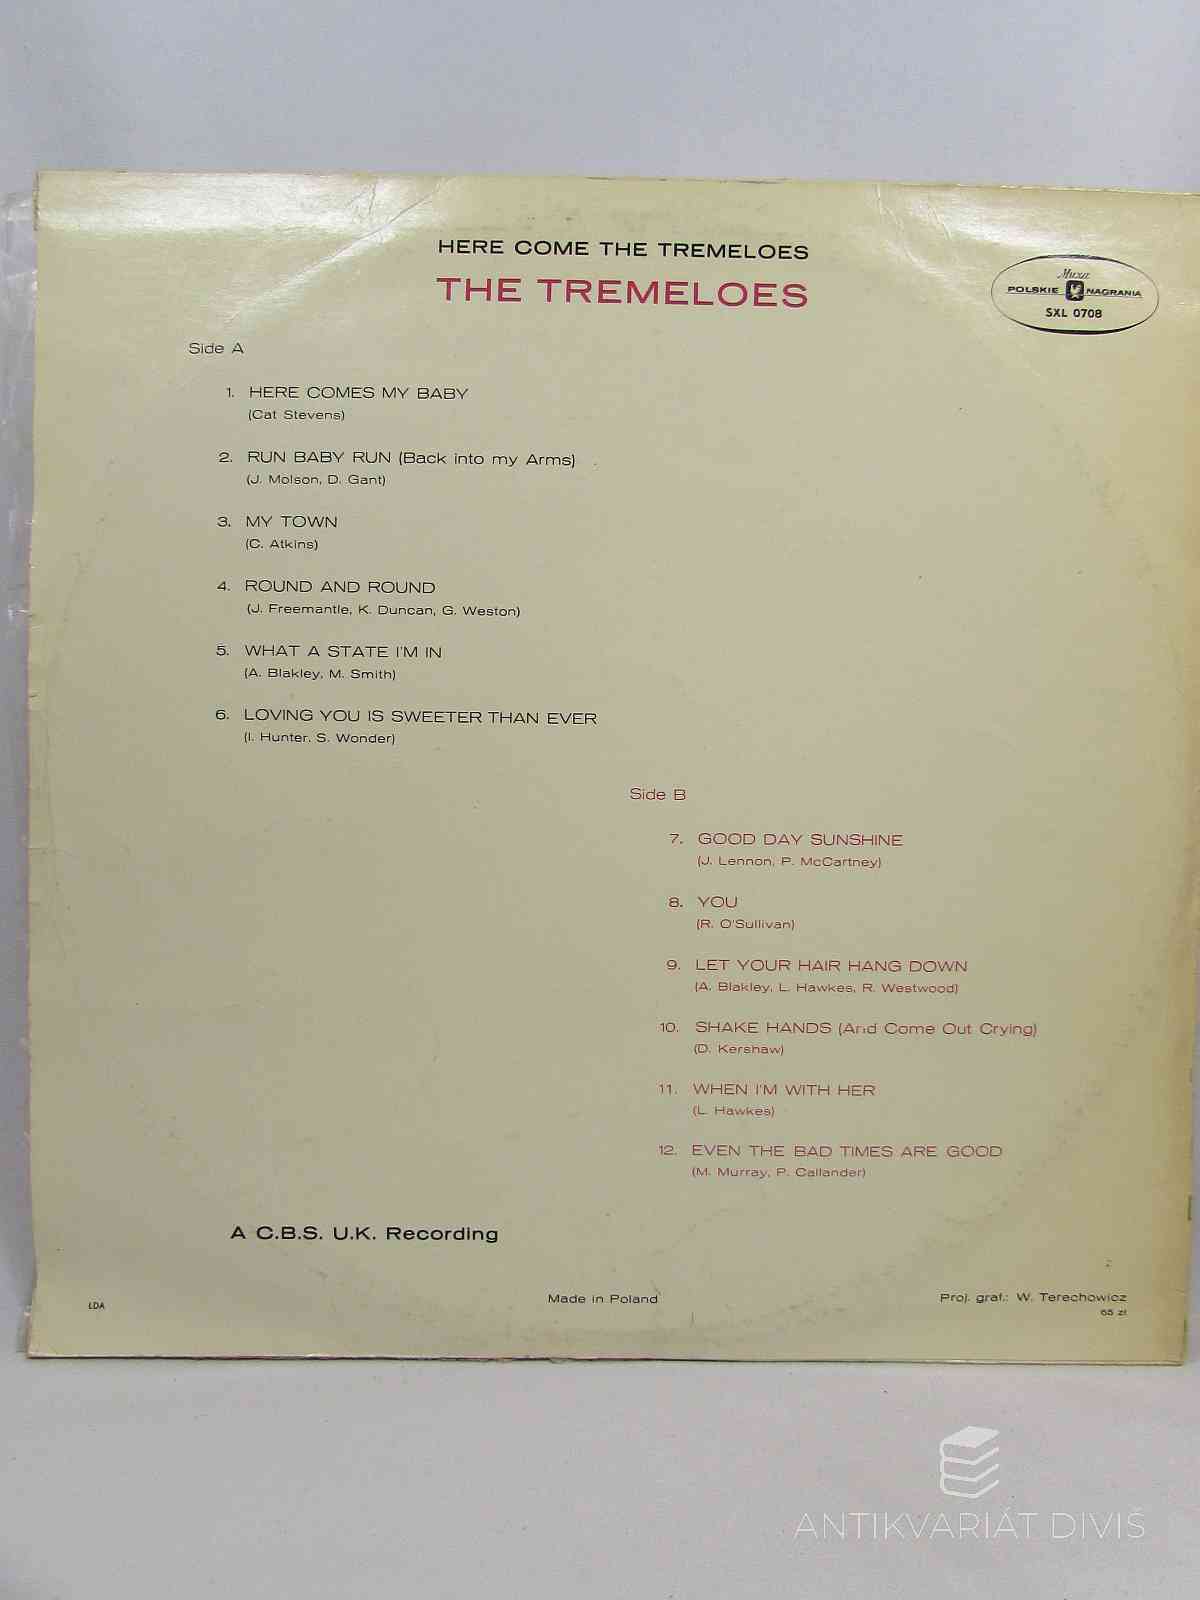 HERE COME THE TREMELOES
THE TREMELOES
Muza
POLSKIE NAGRANIA
SXL 0708
Side A
1. HERE COMES MY BABY
(Cat Stevens)
2. RUN BABY RUN (Back into my Arms)
(J. Molson, D. Gant)
3. MY TOWN
(C. Atkins)
4. ROUND AND ROUND
(J. Freemantle, K. Duncan, G. Weston)
5. WHAT A STATE I'M IN
(A. Blakley, M. Smith)
6. LOVING YOU IS SWEETER THAN EVER
(I. Hunter. S. Wonder)
Side B
7. GOOD DAY SUNSHINE
(J. Lennon, P. McCartney)
8. YOU
(R. O'Sullivan)
9. LET YOUR HAIR HANG DOWN
(A. Blakley, L. Hawkes, R. Westwood)
10. SHAKE HANDS (And Come Out Crying)
(D. Kershaw)
11. WHEN I'M WITH HER
(L. Hawkes)
12. EVEN THE BAD TIMES ARE GOOD
(M. Murray, P. Callander)
A C.B.S. U.K. Recording
LDA
Made in Poland
Proj. graf.: W. Terechowicz
65 zł
ANTIKVARIÁT DIVIŠ